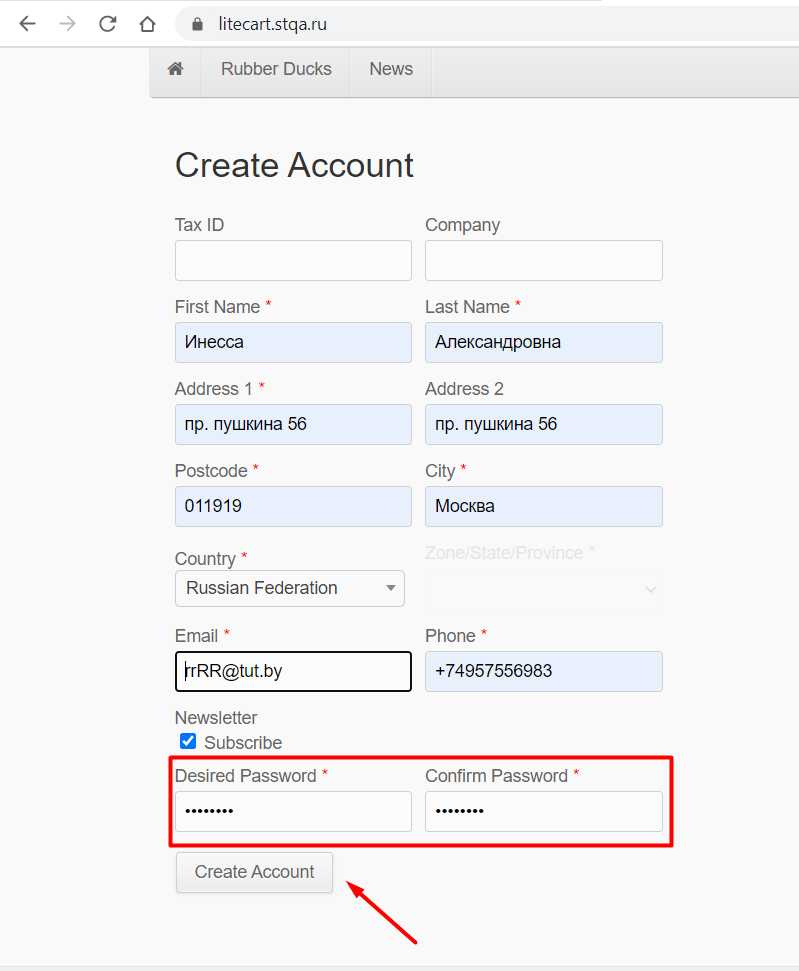 litecart.stqa.ru
Rubber Ducks News
Create Account
Tax ID Company
First Name * Last Name *
Инесса Александровна
Address 1 * Address 2
пр. пушкина 56 пр. пушкина 56
Postcode * City *
011919 Москва
Country * Zone/State/Province *
Russian Federation
Email * Phone *
rrRR@tut.by +74957556983
Newsletter
Subscribe
Desired Password * Confirm Password *
•••••••• ••••••••
Create Account